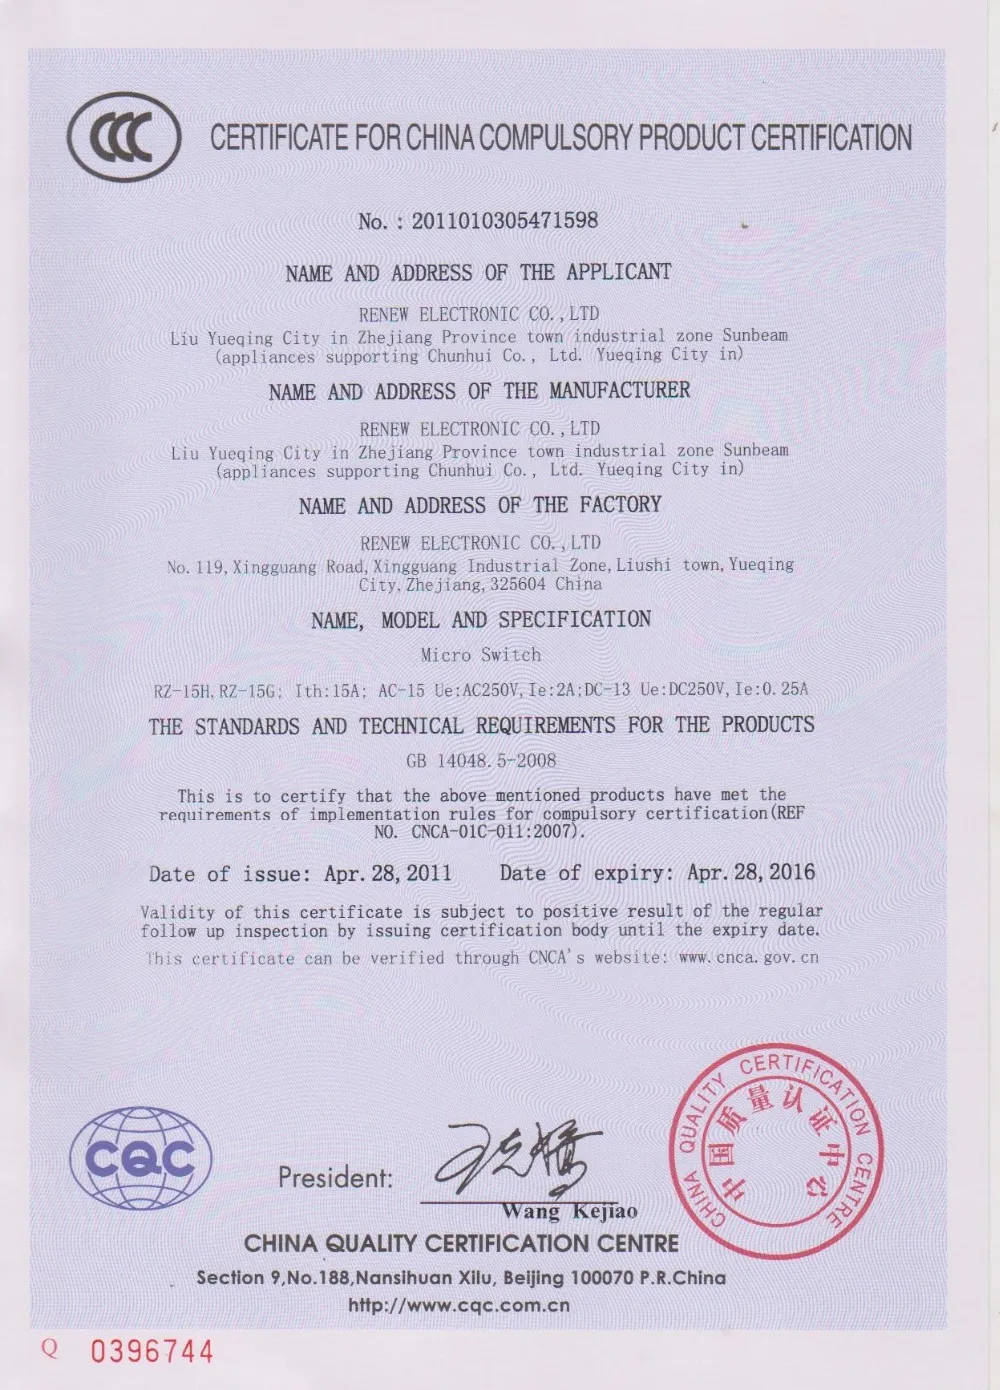 CCC
CERTIFICATE FOR CHINA COMPULSORY PRODUCT CERTIFICATION
No. : 2011010305471598
NAME AND ADDRESS OF THE APPLICANT
RENEW ELECTRONIC CO.,LTD
Liu Yueqing City in Zhejiang Province town industrial zone Sunbeam
(appliances supporting Chunhui Co., Ltd. Yueqing City in)
NAME AND ADDRESS OF THE MANUFACTURER
RENEW ELECTRONIC CO.,LTD
Liu Yueqing City in Zhejiang Province town industrial zone Sunbeam
(appliances supporting Chunhui Co., Ltd. Yueqing City in)
NAME AND ADDRESS OF THE FACTORY
RENEW ELECTRONIC CO.,LTD
No.119,Xingguang Road,Xingguang Industrial Zone,Liushi town,Yueqing
City,Zhejiang,325604 China
NAME, MODEL AND SPECIFICATION
Micro Switch
RZ-15H,RZ-15G; Ith:15A; AC-15 Ue:AC250V,Ie:2A;DC-13 Ue:DC250V,Ie:0.25A
THE STANDARDS AND TECHNICAL REQUIREMENTS FOR THE PRODUCTS
GB 14048.5-2008
This is to certify that the above mentioned products have met the
requirements of implementation rules for compulsory certification(REF
NO. CNCA-01C-011:2007).
Date of issue: Apr.28,2011 Date of expiry: Apr.28,2016
Validity of this certificate is subject to positive result of the regular
follow up inspection by issuing certification body until the expiry date.
This certificate can be verified through CNCA's website: www.cnca.gov.cn
CHINA QUALITY CERTIFICATION CENTRE
中国质量认证中心
CQC
President:
Wang Kejiao
CHINA QUALITY CERTIFICATION CENTRE
Section 9,No.188,Nansihuan Xilu, Beijing 100070 P.R.China
http://www.cqc.com.cn
Q 0396744